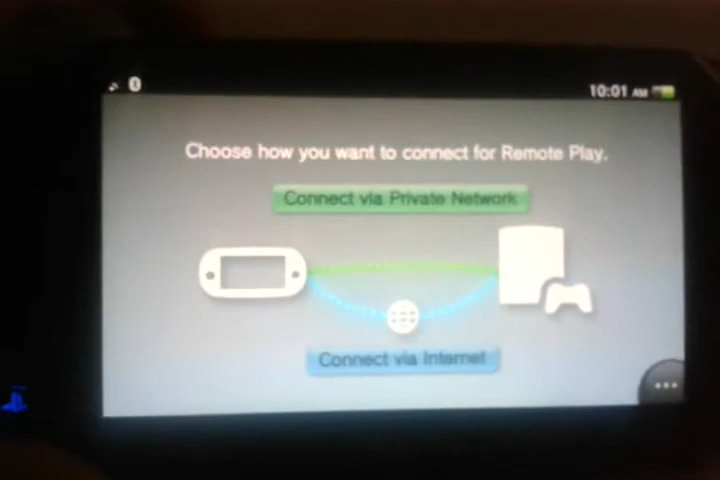 10:01 AM
Choose how you want to connect for Remote Play.
Connect via Private Network
Connect via Internet